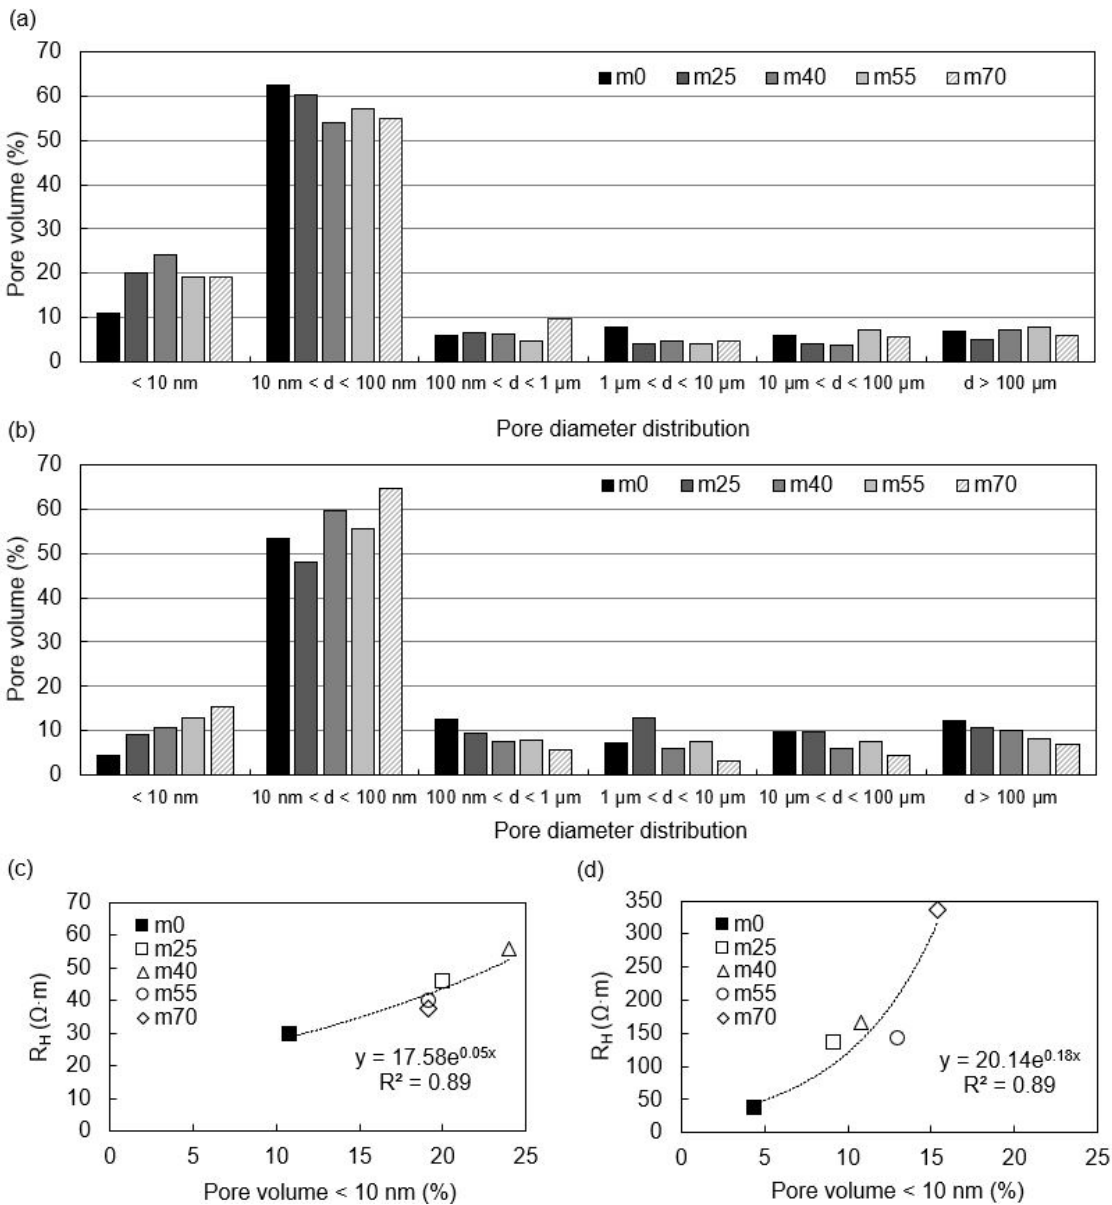 (a)
70
60
50
40
30
20
10
0
Pore volume (%)
m0 m25 m40 m55 m70
< 10 nm 10 nm < d < 100 nm 100 nm < d < 1 µm 1 µm < d < 10 µm 10 µm < d < 100 µm d > 100 µm
Pore diameter distribution
(b)
70
60
50
40
30
20
10
0
Pore volume (%)
m0 m25 m40 m55 m70
< 10 nm 10 nm < d < 100 nm 100 nm < d < 1 µm 1 µm < d < 10 µm 10 µm < d < 100 µm d > 100 µm
Pore diameter distribution
(c)
70
60
50
40
30
20
10
0
R_H (Ω·m)
m0
m25
m40
m55
m70
y = 17.58e^0.05x
R² = 0.89
0 5 10 15 20 25
Pore volume < 10 nm (%)
(d)
350
300
250
200
150
100
50
0
R_H (Ω·m)
m0
m25
m40
m55
m70
y = 20.14e^0.18x
R² = 0.89
0 5 10 15 20 25
Pore volume < 10 nm (%)